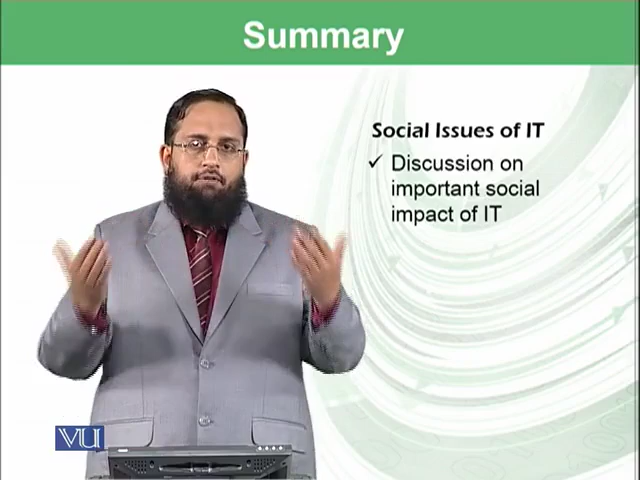 Summary
Social Issues of IT
✓ Discussion on
important social
impact of IT
VU